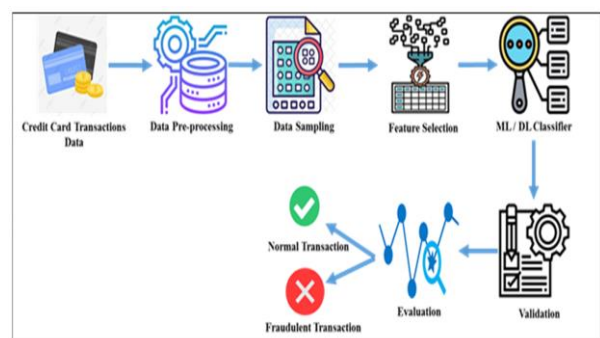 Credit Card Transactions
Data
Data Pre-processing
Data Sampling
Feature Selection
ML / DL Classifier
Normal Transaction
Fraudulent Transaction
Evaluation
Validation